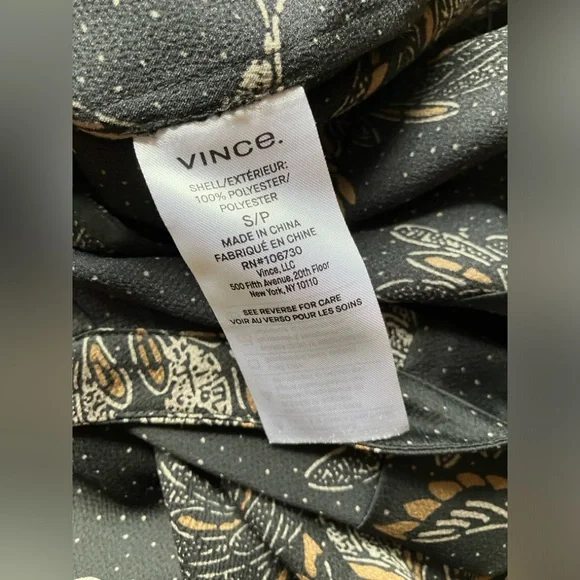 VINCE.
SHELL/EXTÉRIEUR:
100% POLYESTER/
POLYESTER
S/P
MADE IN CHINA
FABRIQUÉ EN CHINE
RN#106730
Vince, LLC
500 Fifth Avenue, 20th Floor
New York, NY 10110
SEE REVERSE FOR CARE
VOIR AU VERSO POUR LES SOINS